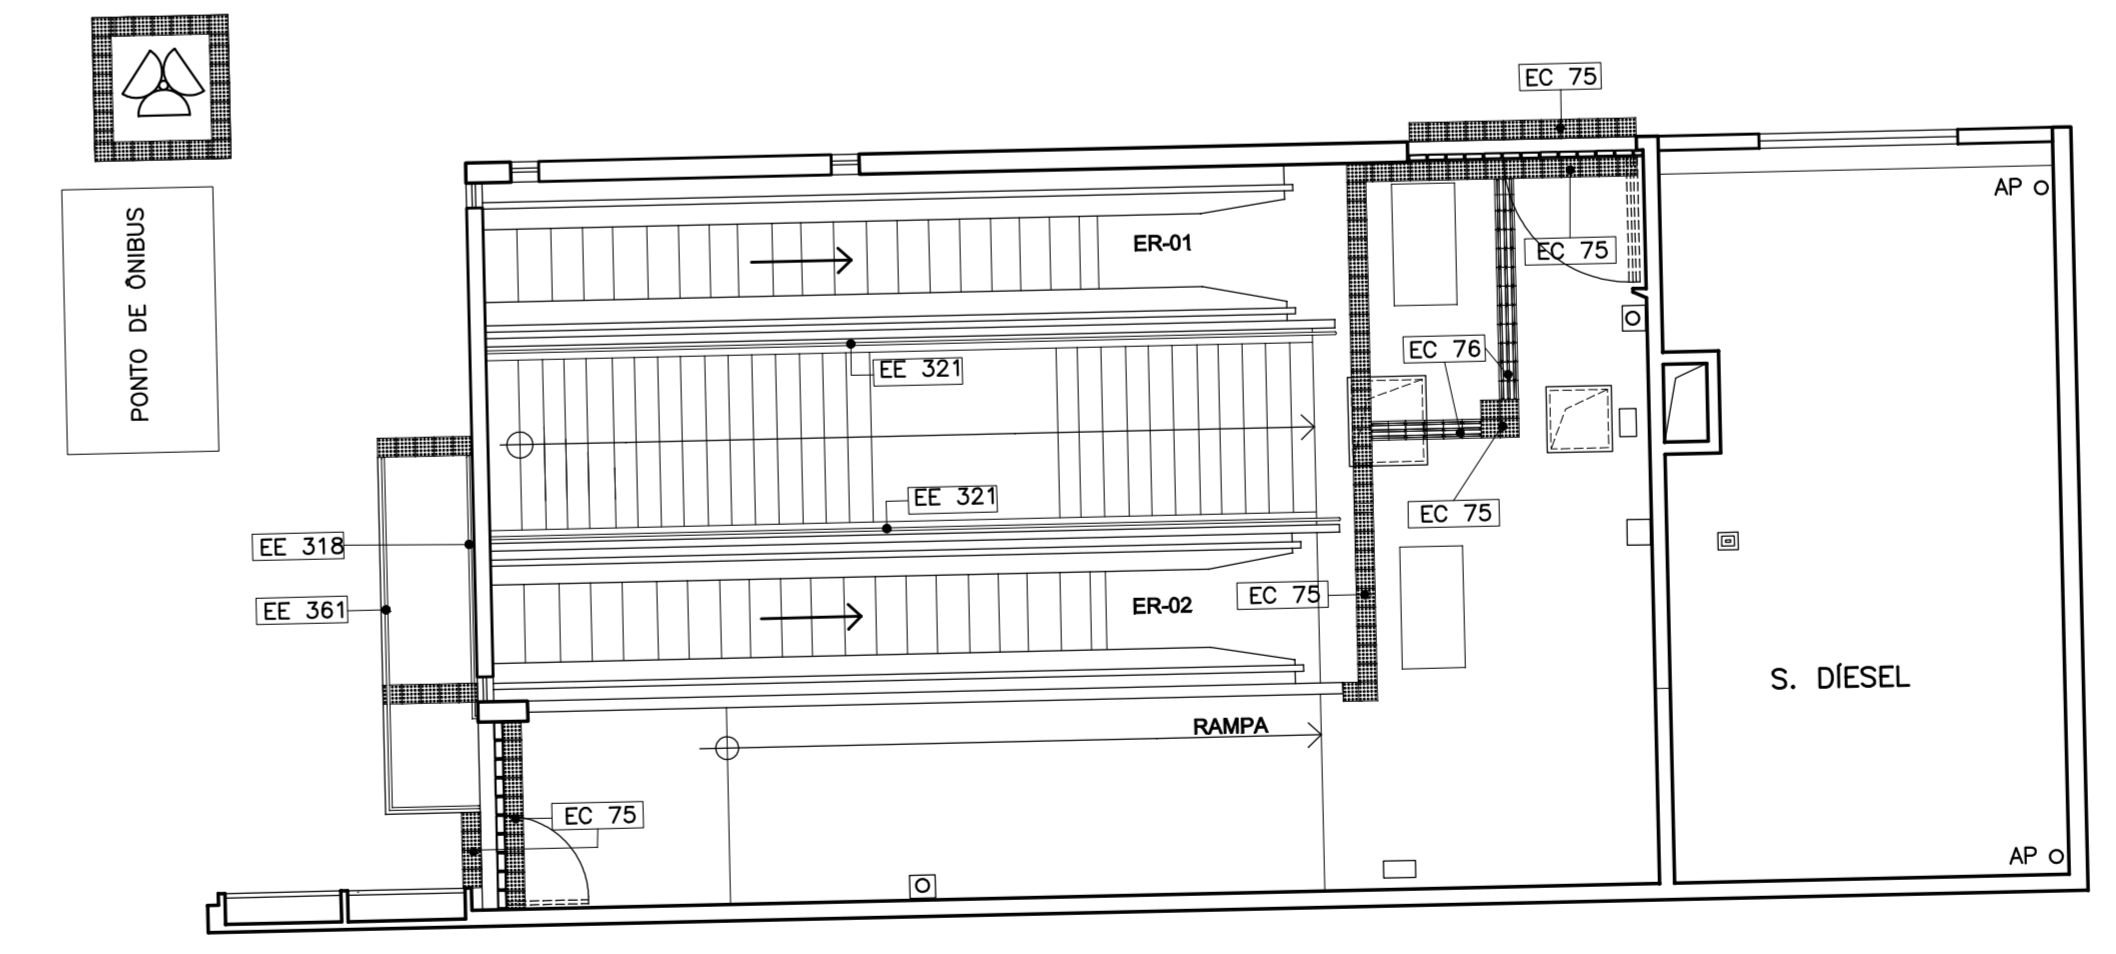 EC 75
PONTO DE ÔNIBUS
AP
ER-01
EC 75
EC 76
EE 321
EE 321
EC 75
EE 318
EE 361
EC 75
ER-02
S. DÍESEL
RAMPA
EC 75
AP